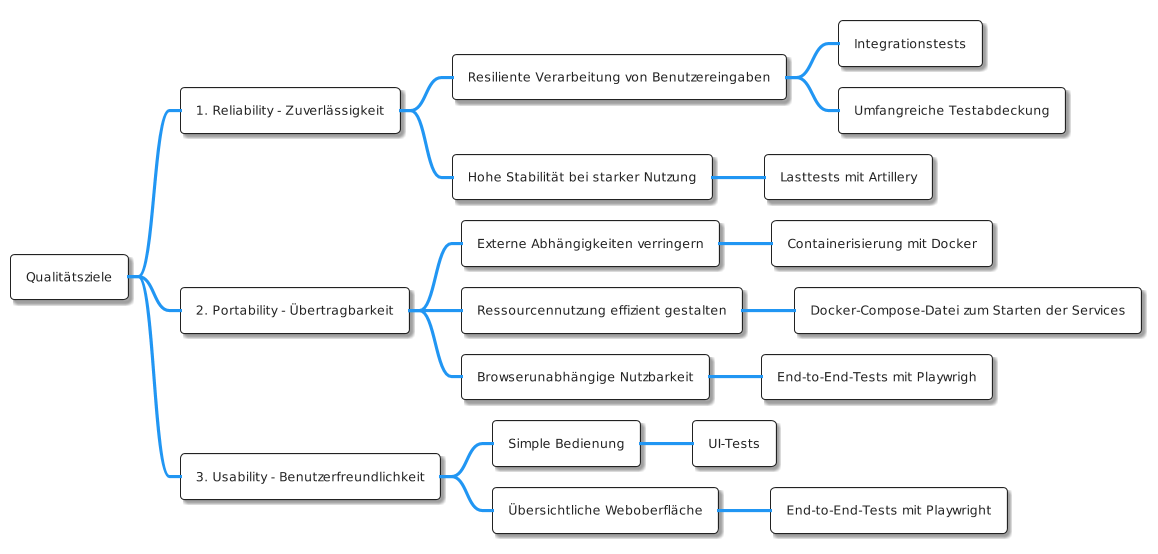 Qualitätsziele
1. Reliability - Zuverlässigkeit
Resiliente Verarbeitung von Benutzereingaben
Integrationstests
Umfangreiche Testabdeckung
Hohe Stabilität bei starker Nutzung
Lasttests mit Artillery
2. Portability - Übertragbarkeit
Externe Abhängigkeiten verringern
Containerisierung mit Docker
Ressourcennutzung effizient gestalten
Docker-Compose-Datei zum Starten der Services
Browserunabhängige Nutzbarkeit
End-to-End-Tests mit Playwrigh
3. Usability - Benutzerfreundlichkeit
Simple Bedienung
UI-Tests
Übersichtliche Weboberfläche
End-to-End-Tests mit Playwright